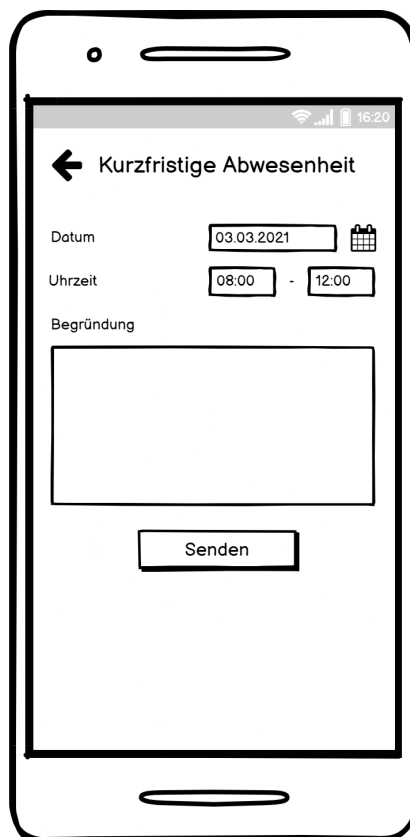 16:20
Kurzfristige Abwesenheit
Datum 03.03.2021
Uhrzeit 08:00 - 12:00
Begründung
Senden